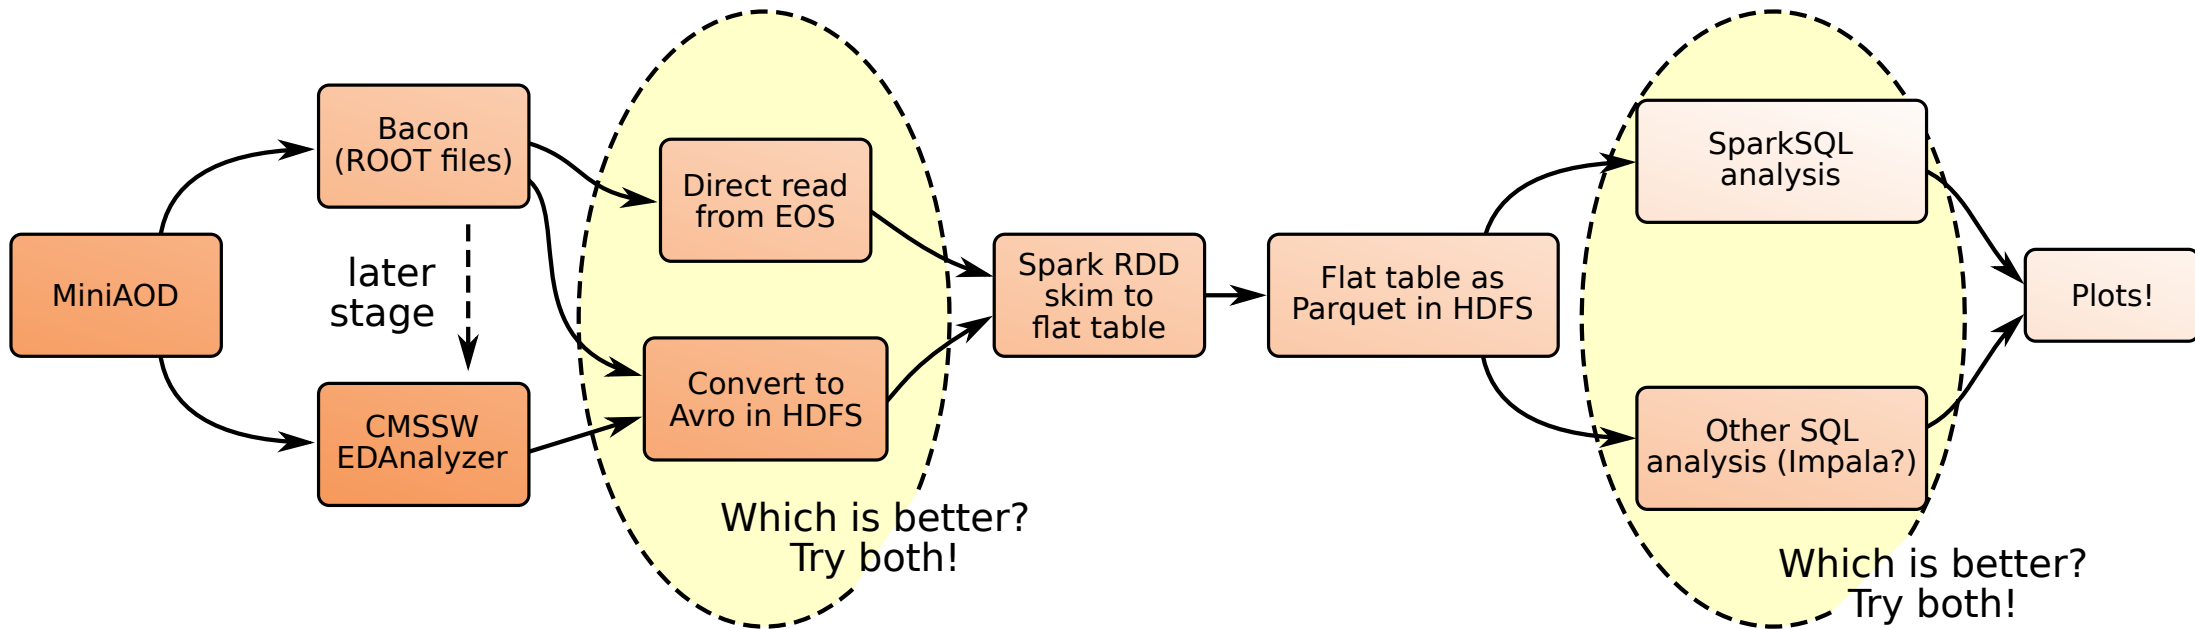 MiniAOD
Bacon
(ROOT files)
later
stage
CMSSW
EDAnalyzer
Direct read
from EOS
Convert to
Avro in HDFS
Which is better?
Try both!
Spark RDD
skim to
flat table
Flat table as
Parquet in HDFS
SparkSQL
analysis
Other SQL
analysis (Impala?)
Which is better?
Try both!
Plots!